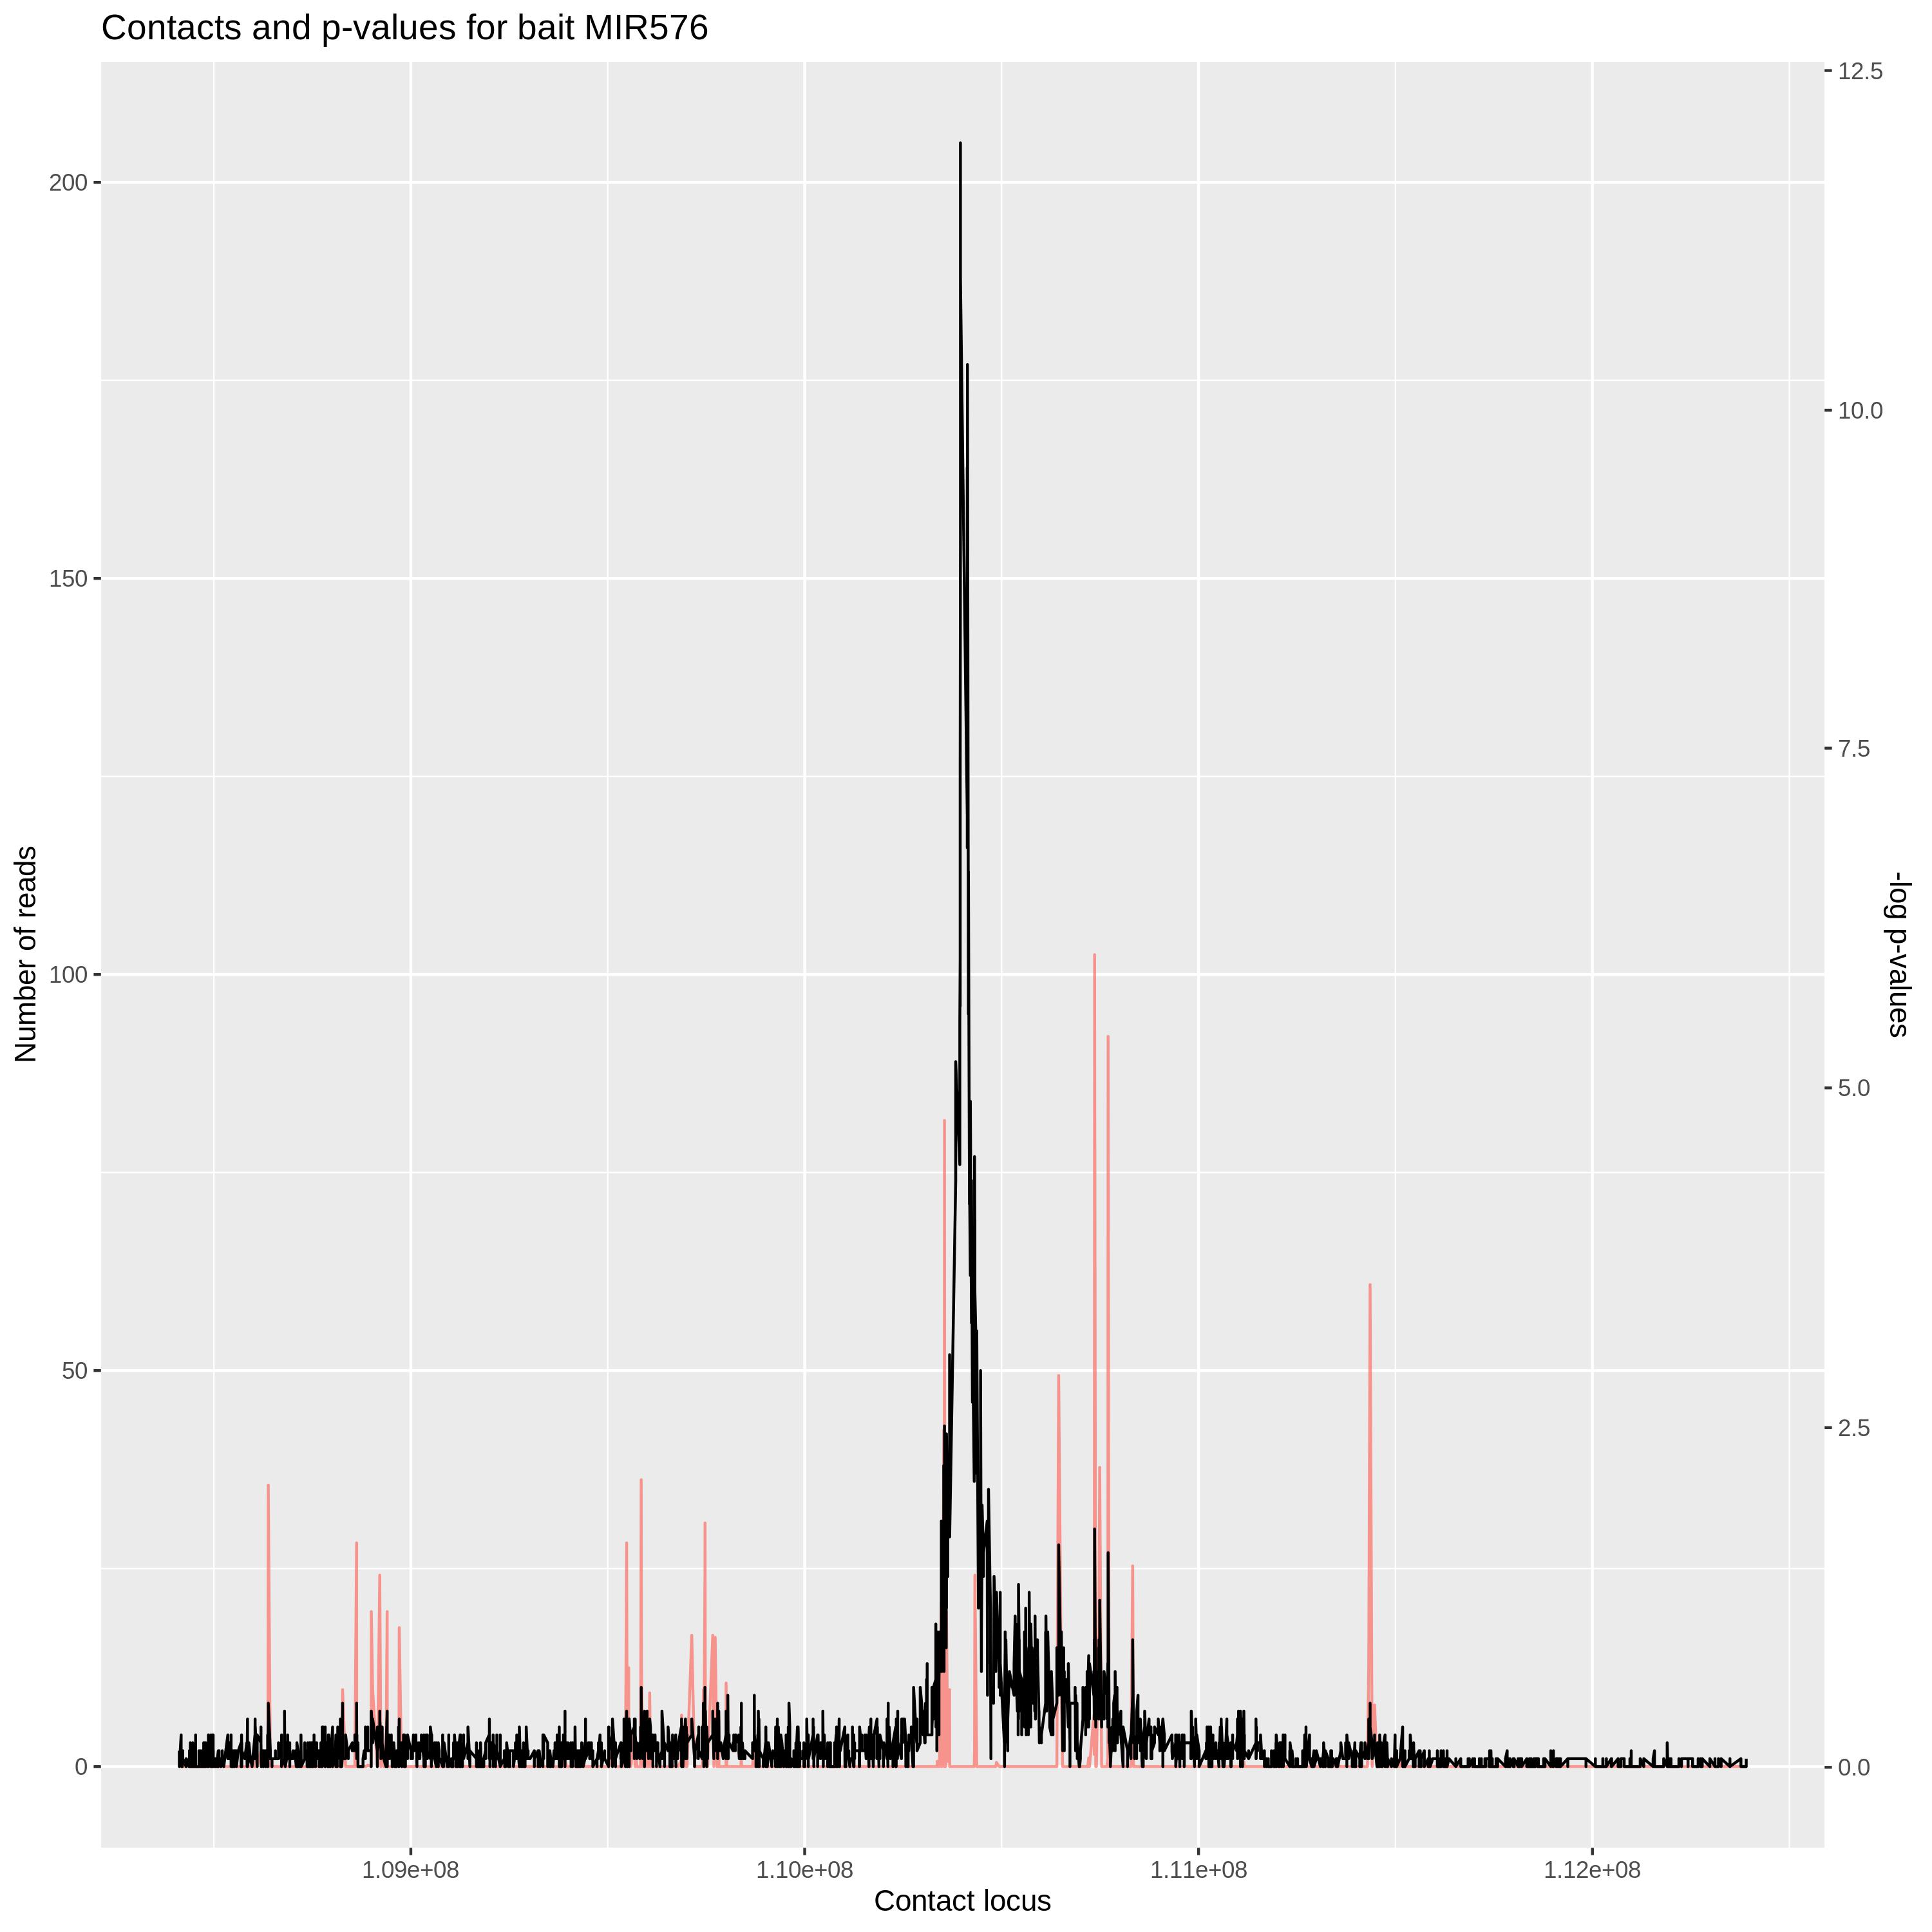 Contacts and p-values for bait MIR576
12.5
200
10.0
150
7.5
Number of reads
-log p-values
100
5.0
50
2.5
0
0.0
1.09e+08
1.10e+08
1.11e+08
1.12e+08
Contact locus